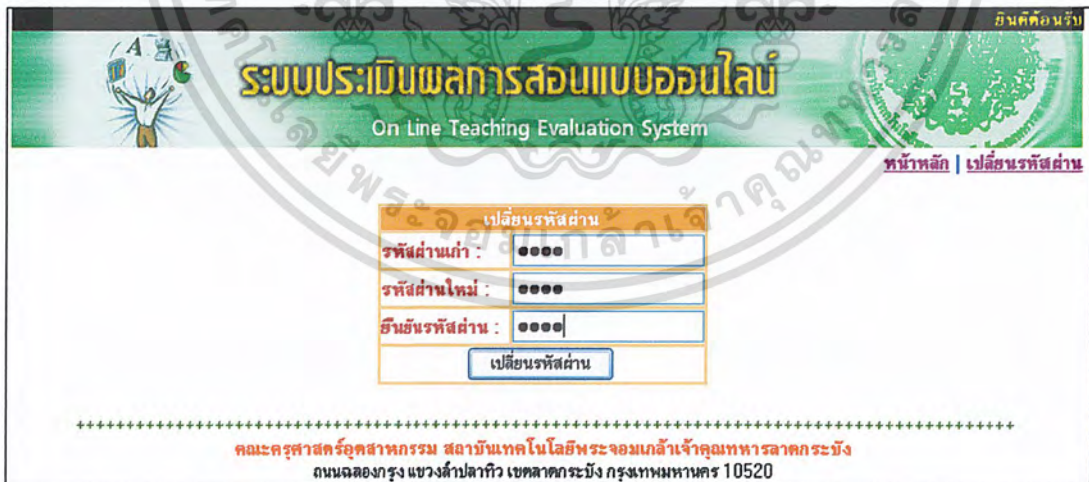 ยินดีต้อนรับ
ระบบประเมินผลการสอนแบบออนไลน์
On Line Teaching Evaluation System
หน้าหลัก | เปลี่ยนรหัสผ่าน
เปลี่ยนรหัสผ่าน
รหัสผ่านเก่า :
รหัสผ่านใหม่ :
ยืนยันรหัสผ่าน :
เปลี่ยนรหัสผ่าน
คณะครุศาสตร์อุตสาหกรรม สถาบันเทคโนโลยีพระจอมเกล้าเจ้าคุณทหารลาดกระบัง
ถนนฉลองกรุง แขวงลำปลาทิว เขตลาดกระบัง กรุงเทพมหานคร 10520